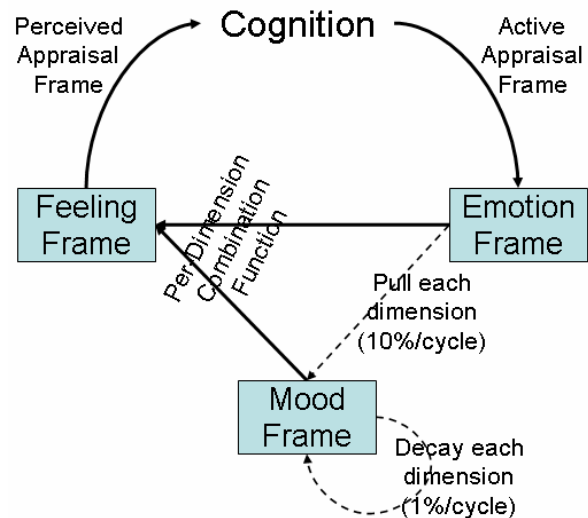 Perceived
Appraisal
Frame
Cognition
Active
Appraisal
Frame
Feeling
Frame
Per-Dimension
Combination
Function
Emotion
Frame
Pull each
dimension
(10%/cycle)
Mood
Frame
Decay each
dimension
(1%/cycle)